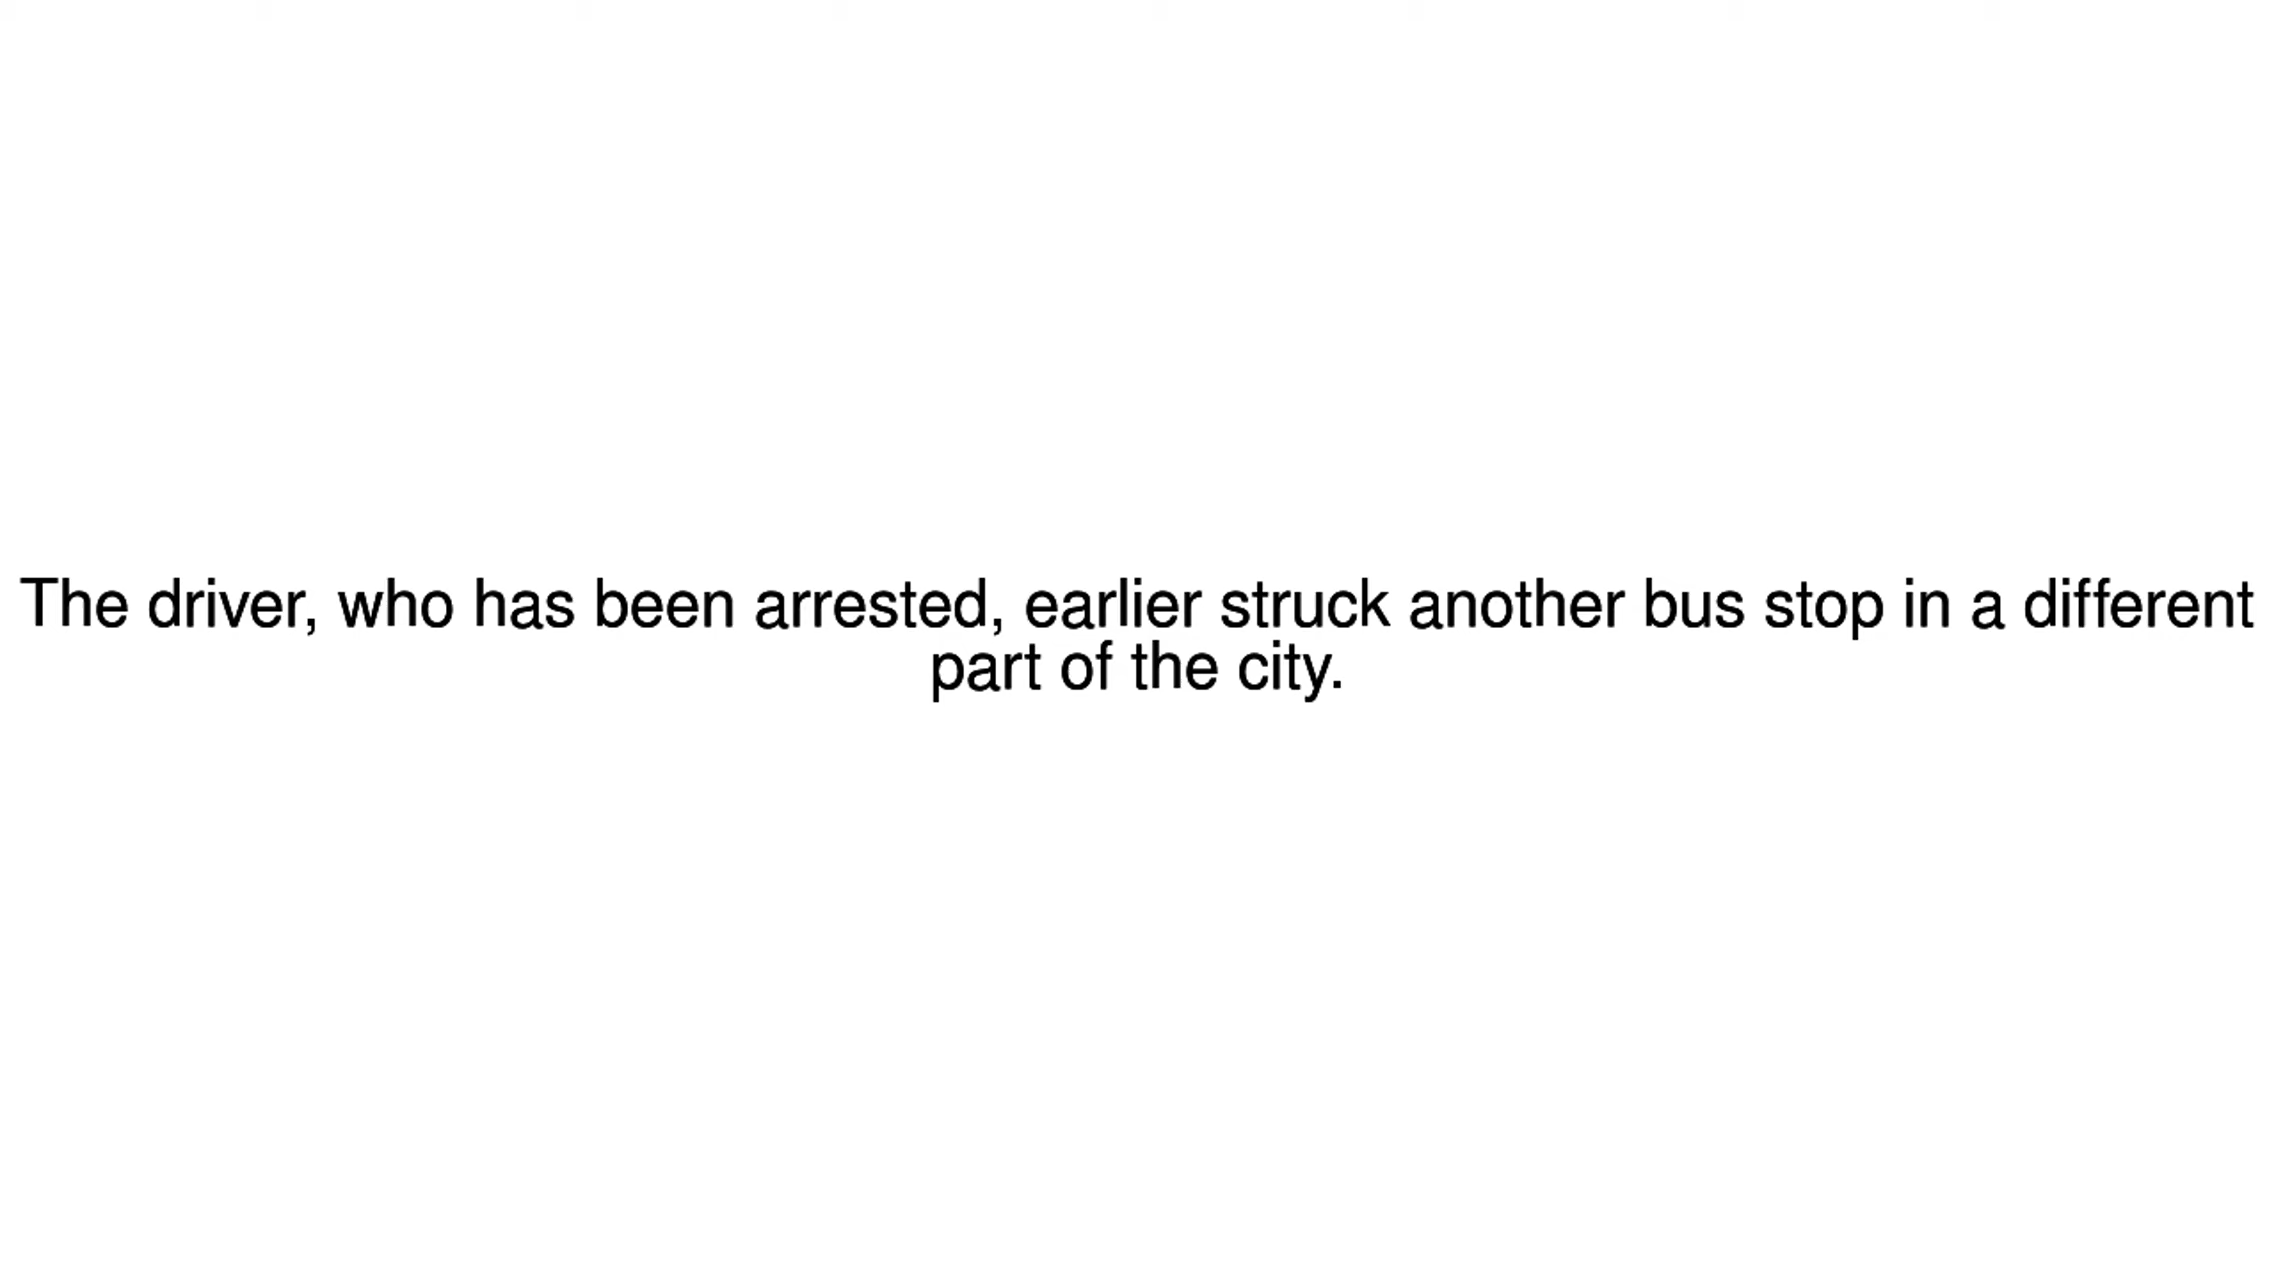 The driver, who has been arrested, earlier struck another bus stop in a different
part of the city.